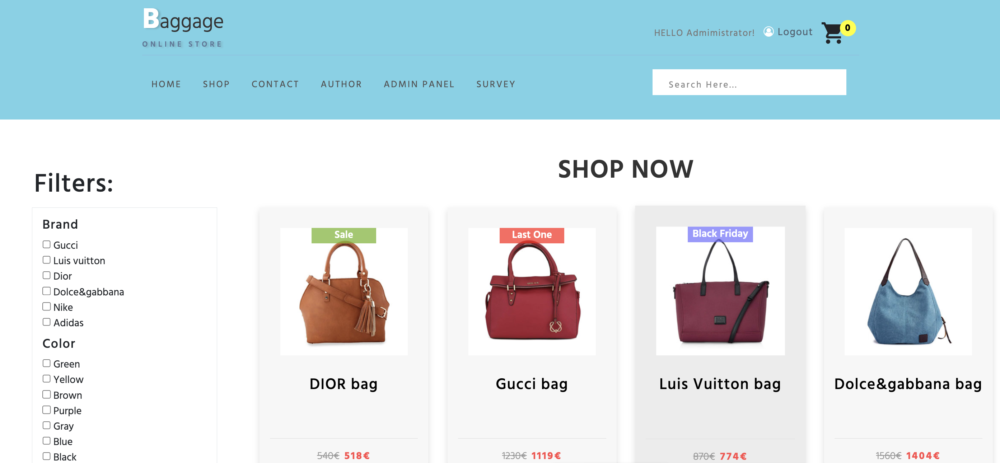 Baggage
ONLINE STORE
HELLO Admimistrator!
Logout
0
HOME SHOP CONTACT AUTHOR ADMIN PANEL SURVEY
Search Here...
SHOP NOW
Filters:
Brand
Gucci
Luis vuitton
Dior
Dolce&gabbana
Nike
Adidas
Color
Green
Yellow
Brown
Purple
Gray
Blue
Black
Sale
DIOR bag
540€ 518€
Last One
Gucci bag
1230€ 1119€
Black Friday
Luis Vuitton bag
870€ 774€
Dolce&gabbana bag
1560€ 1404€